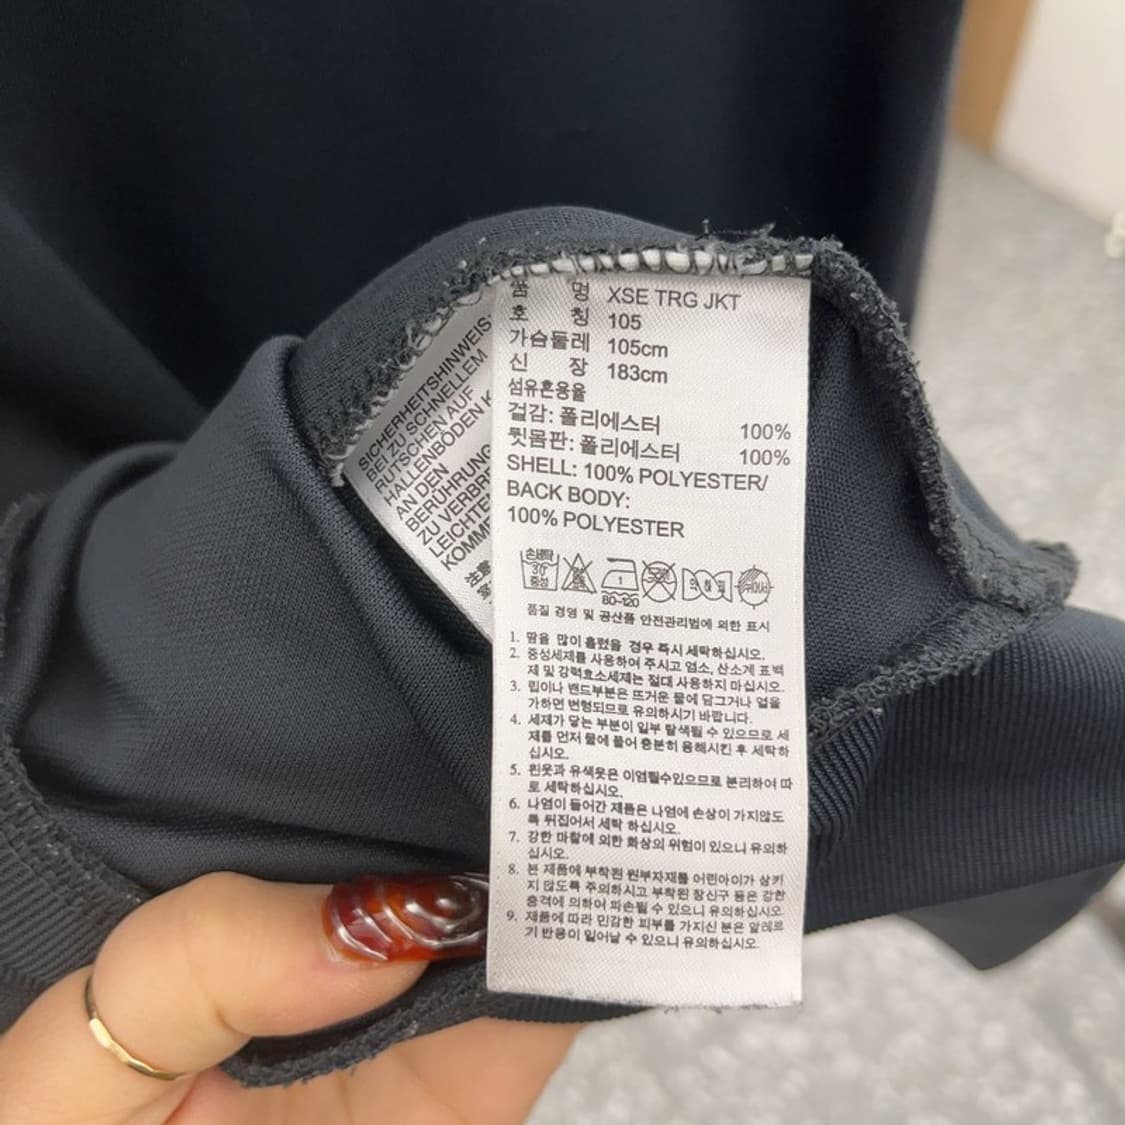 SICHERHEITSHINWEIS:
BEI ZU SCHNELLEM
RUTSCHEN AUF
HALLENBÖDEN K
AN DEN
BERÜHRUNG
ZU VERBRE
LEICHTEN
KOMME
품 명 XSE TRG JKT
호 칭 105
가슴둘레 105cm
신 장 183cm
섬유혼용율
겉감: 폴리에스터 100%
뒷몸판: 폴리에스터 100%
SHELL: 100% POLYESTER/
BACK BODY:
100% POLYESTER
손세탁
30
중성
1
80~120
품질 경영 및 공산품 안전관리법에 의한 표시
1. 땀을 많이 흘렸을 경우 즉시 세탁하십시오.
2. 중성세제를 사용하여 주시고 염소, 산소계 표백
제 및 강력효소세제는 절대 사용하지 마십시오.
3. 립이나 밴드부분은 뜨거운 물에 담그거나 열을
가하면 변형되므로 유의하시기 바랍니다.
4. 세제가 닿는 부분이 일부 탈색될 수 있으므로 세
제를 먼저 물에 풀어 충분히 용해시킨 후 세탁하
십시오.
5. 흰옷과 유색옷은 이염될수있으므로 분리하여 따
로 세탁하십시오.
6. 나염이 들어간 제품은 나염에 손상이 가지않도
록 뒤집어서 세탁 하십시오.
7. 강한 마찰에 의한 화상의 위험이 있으니 유의하
십시오.
8. 본 제품에 부착된 원부자재를 어린아이가 삼키
지 않도록 주의하시고 부착된 장신구 등은 강한
충격에 의하여 파손될 수 있으니 유의하십시오.
9. 제품에 따라 민감한 피부를 가지신 분은 알레르
기 반응이 일어날 수 있으니 유의하십시오.